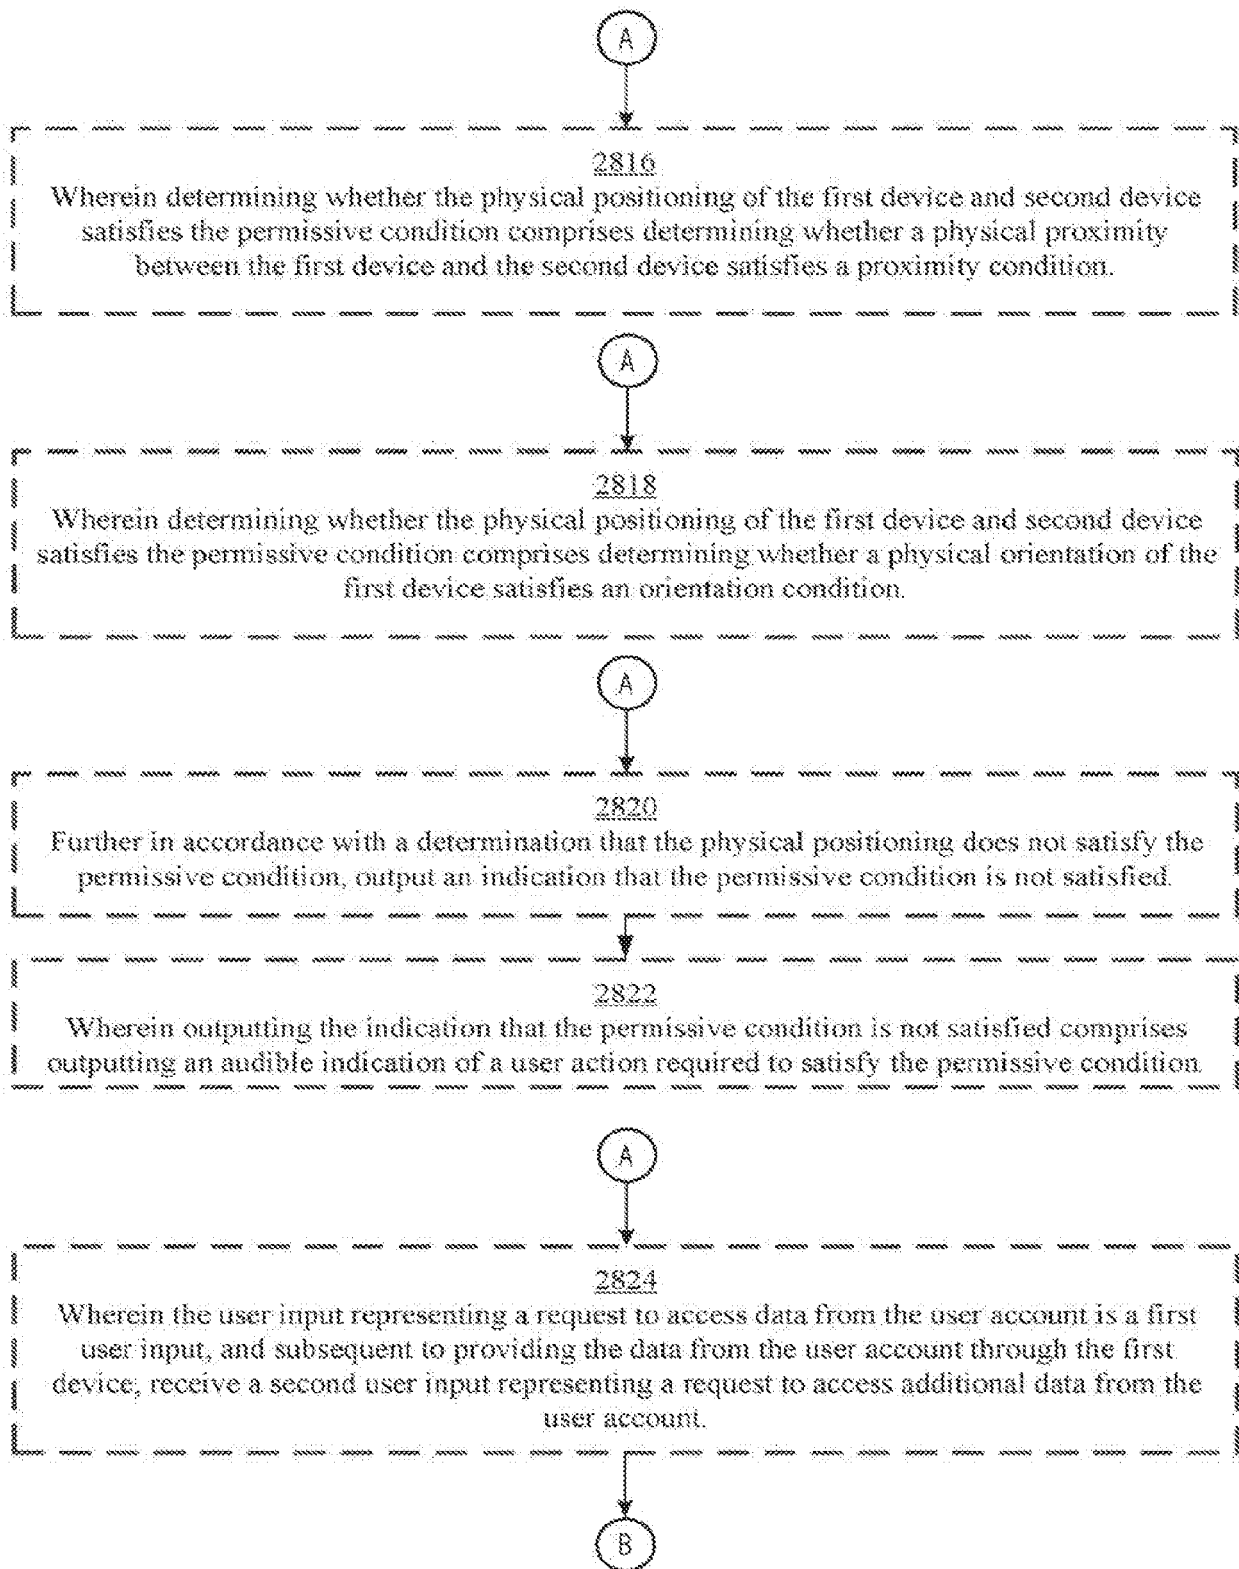 A
2816
Wherein determining whether the physical positioning of the first device and second device
satisfies the permissive condition comprises determining whether a physical proximity
between the first device and the second device satisfies a proximity condition.
A
2818
Wherein determining whether the physical positioning of the first device and second device
satisfies the permissive condition comprises determining whether a physical orientation of the
first device satisfies an orientation condition.
A
2820
Further in accordance with a determination that the physical positioning does not satisfy the
permissive condition, output an indication that the permissive condition is not satisfied.
2822
Wherein outputting the indication that the permissive condition is not satisfied comprises
outputting an audible indication of a user action required to satisfy the permissive condition.
A
2824
Wherein the user input representing a request to access data from the user account is a first
user input, and subsequent to providing the data from the user account through the first
device, receive a second user input representing a request to access additional data from the
user account.
B